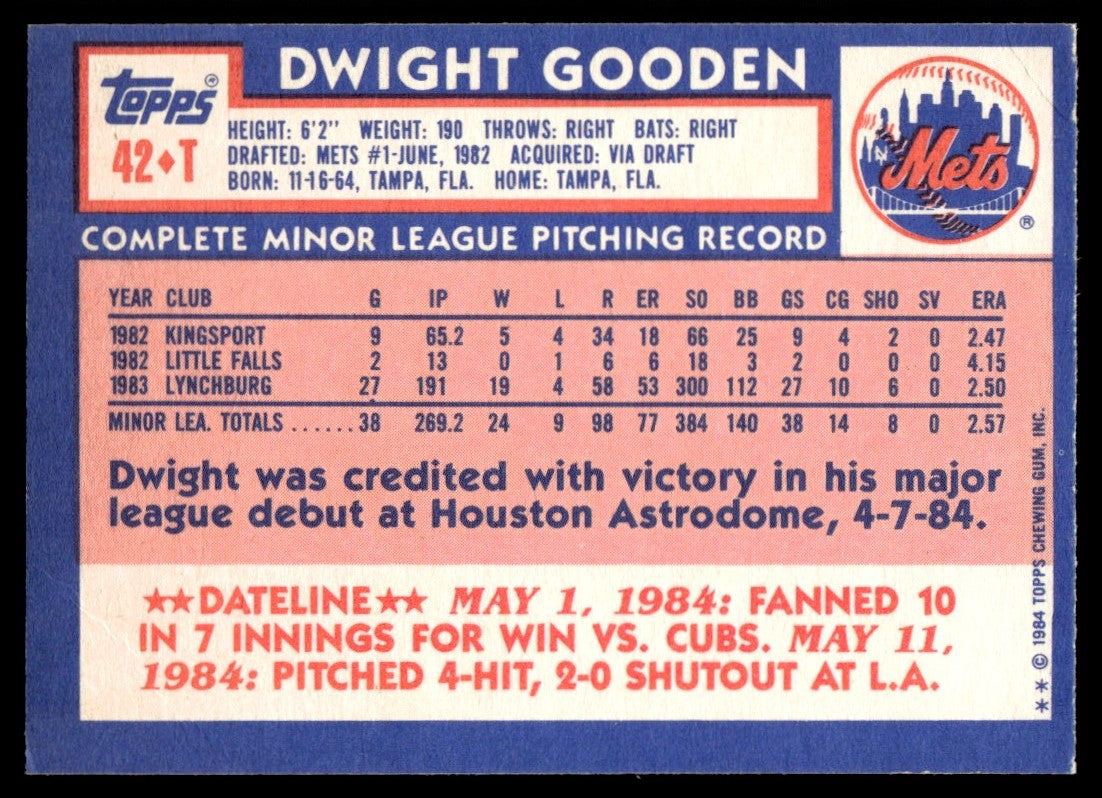 DWIGHT GOODEN
Topps®
42♦T
HEIGHT: 6'2" WEIGHT: 190 THROWS: RIGHT BATS: RIGHT
DRAFTED: METS #1-JUNE, 1982 ACQUIRED: VIA DRAFT
BORN: 11-16-64, TAMPA, FLA. HOME: TAMPA, FLA.
Mets
®
COMPLETE MINOR LEAGUE PITCHING RECORD
YEAR CLUB G IP W L R ER SO BB GS CG SHO SV ERA
1982 KINGSPORT 9 65.2 5 4 34 18 66 25 9 4 2 0 2.47
1982 LITTLE FALLS 2 13 0 1 6 6 18 3 2 0 0 0 4.15
1983 LYNCHBURG 27 191 19 4 58 53 300 112 27 10 6 0 2.50
MINOR LEA. TOTALS ...... 38 269.2 24 9 98 77 384 140 38 14 8 0 2.57
Dwight was credited with victory in his major
league debut at Houston Astrodome, 4-7-84.
★★DATELINE★★ MAY 1, 1984: FANNED 10
IN 7 INNINGS FOR WIN VS. CUBS. MAY 11,
1984: PITCHED 4-HIT, 2-0 SHUTOUT AT L.A.
** © 1984 TOPPS CHEWING GUM, INC.